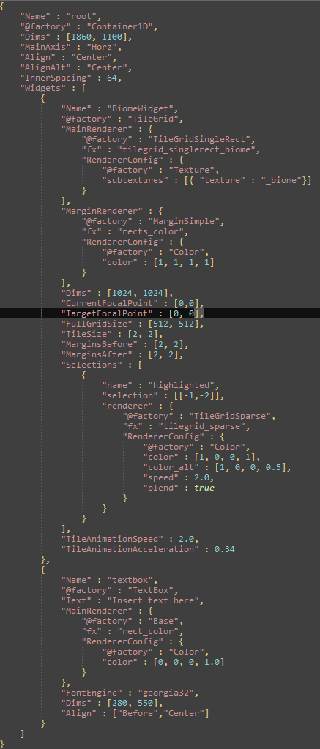 {
"Name" : "root",
"@factory" : "Container1D",
"Dims" : [1860, 1100],
"MainAxis" : "Horz",
"Align" : "Center",
"AlignAlt" : "Center",
"InnerSpacing" : 64,
"Widgets" : [
{
"Name" : "BiomeWidget",
"@factory" : "TileGrid",
"MainRenderer" : {
"@factory" : "TileGridSingleRect",
"fx" : "tilegrid_singlerect_biome",
"RendererConfig" : {
"@factory" : "Texture",
"subtextures" : [{ "texture" : "_biome"}]
}
},
"MarginRenderer" : {
"@factory" : "MarginSimple",
"fx" : "rects_color",
"RendererConfig" : {
"@factory" : "Color",
"color" : [1, 1, 1, 1]
}
},
"Dims" : [1024, 1024],
"CurrentFocalPoint" : [0,0],
"TargetFocalPoint" : [0, 0],
"FullGridSize" : [512, 512],
"TileSize" : [2, 2],
"MarginsBefore" : [2, 2],
"MarginsAfter" : [2, 2],
"Selections" : [
{
"name" : "Highlighted",
"selection" : [[-1,-2]],
"renderer" : {
"@factory" : "TileGridSparse",
"fx" : "tilegrid_sparse",
"RendererConfig" : {
"@factory" : "Color",
"color" : [1, 0, 0, 1],
"color_alt" : [1, 0, 0, 0.5],
"speed" : 2.0,
"blend" : true
}
}
}
],
"TileAnimationSpeed" : 2.0,
"TileAnimationAcceleration" : 0.34
},
{
"Name" : "textbox",
"@factory" : "TextBox",
"Text" : "Insert text here",
"MainRenderer" : {
"@factory" : "Base",
"fx" : "rect_color",
"RendererConfig" : {
"@factory" : "Color",
"color" : [0, 0, 0, 1.0]
}
},
"FontEngine" : "georgia32",
"Dims" : [280, 550],
"Align" : ["Before","Center"]
}
]
}